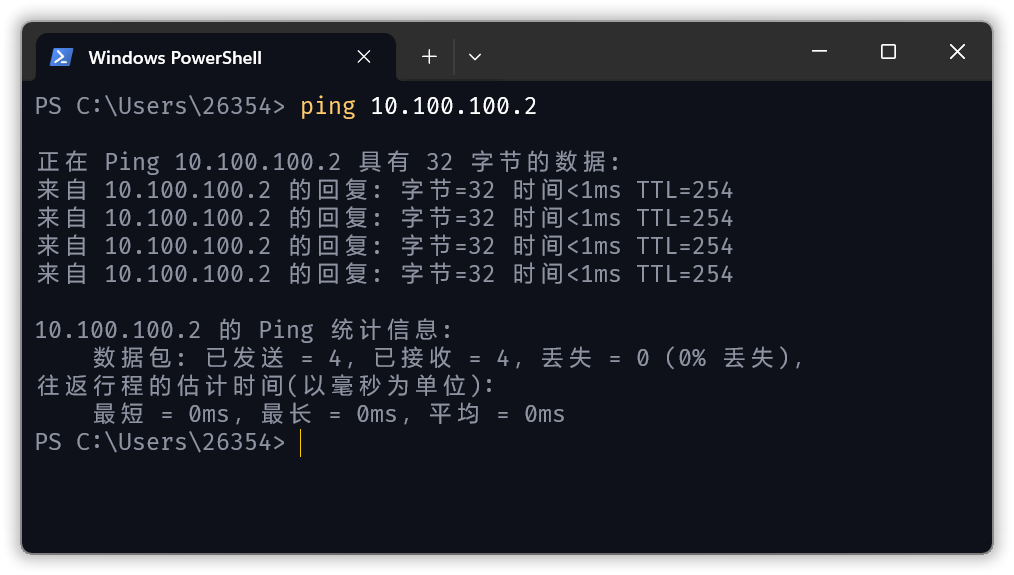 Windows PowerShell
PS C:\Users\26354> ping 10.100.100.2
正在 Ping 10.100.100.2 具有 32 字节的数据:
来自 10.100.100.2 的回复: 字节=32 时间<1ms TTL=254
来自 10.100.100.2 的回复: 字节=32 时间<1ms TTL=254
来自 10.100.100.2 的回复: 字节=32 时间<1ms TTL=254
来自 10.100.100.2 的回复: 字节=32 时间<1ms TTL=254
10.100.100.2 的 Ping 统计信息:
数据包: 已发送 = 4, 已接收 = 4, 丢失 = 0 (0% 丢失),
往返行程的估计时间(以毫秒为单位):
最短 = 0ms, 最长 = 0ms, 平均 = 0ms
PS C:\Users\26354>